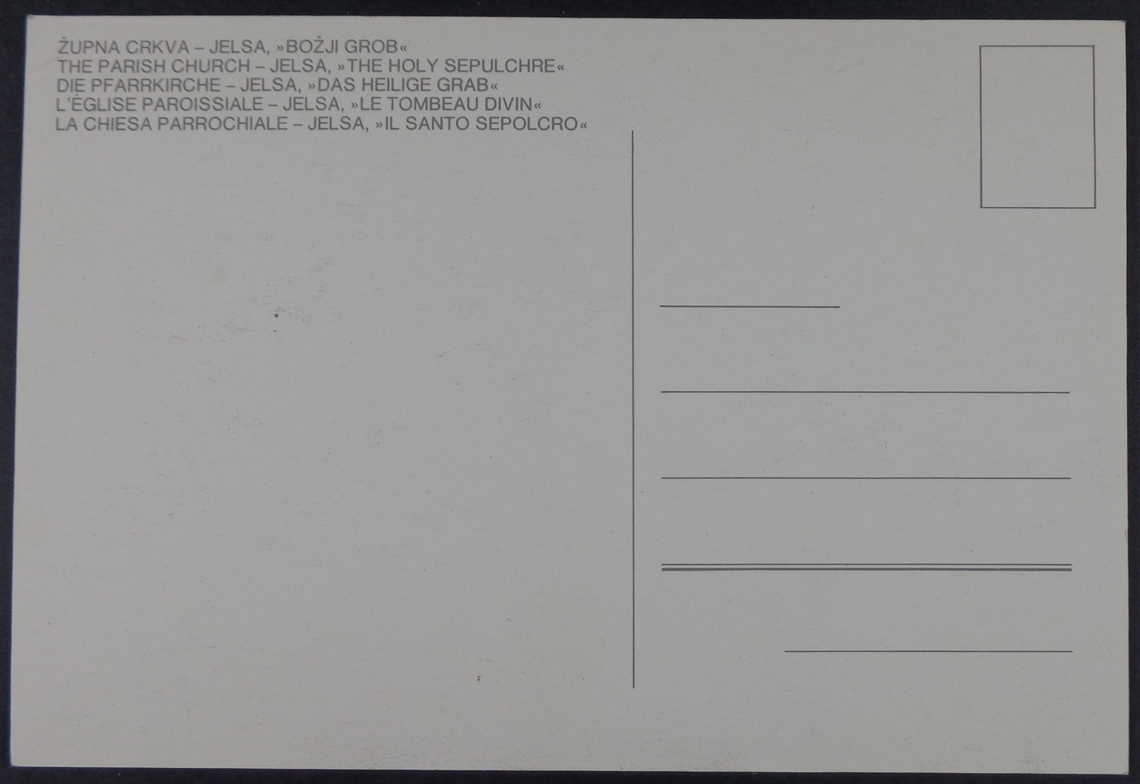 ŽUPNA CRKVA – JELSA, »BOŽJI GROB«
THE PARISH CHURCH – JELSA, »THE HOLY SEPULCHRE«
DIE PFARRKIRCHE – JELSA, »DAS HEILIGE GRAB«
L'ÈGLISE PAROISSIALE – JELSA, »LE TOMBEAU DIVIN«
LA CHIESA PARROCHIALE – JELSA, »IL SANTO SEPOLCRO«